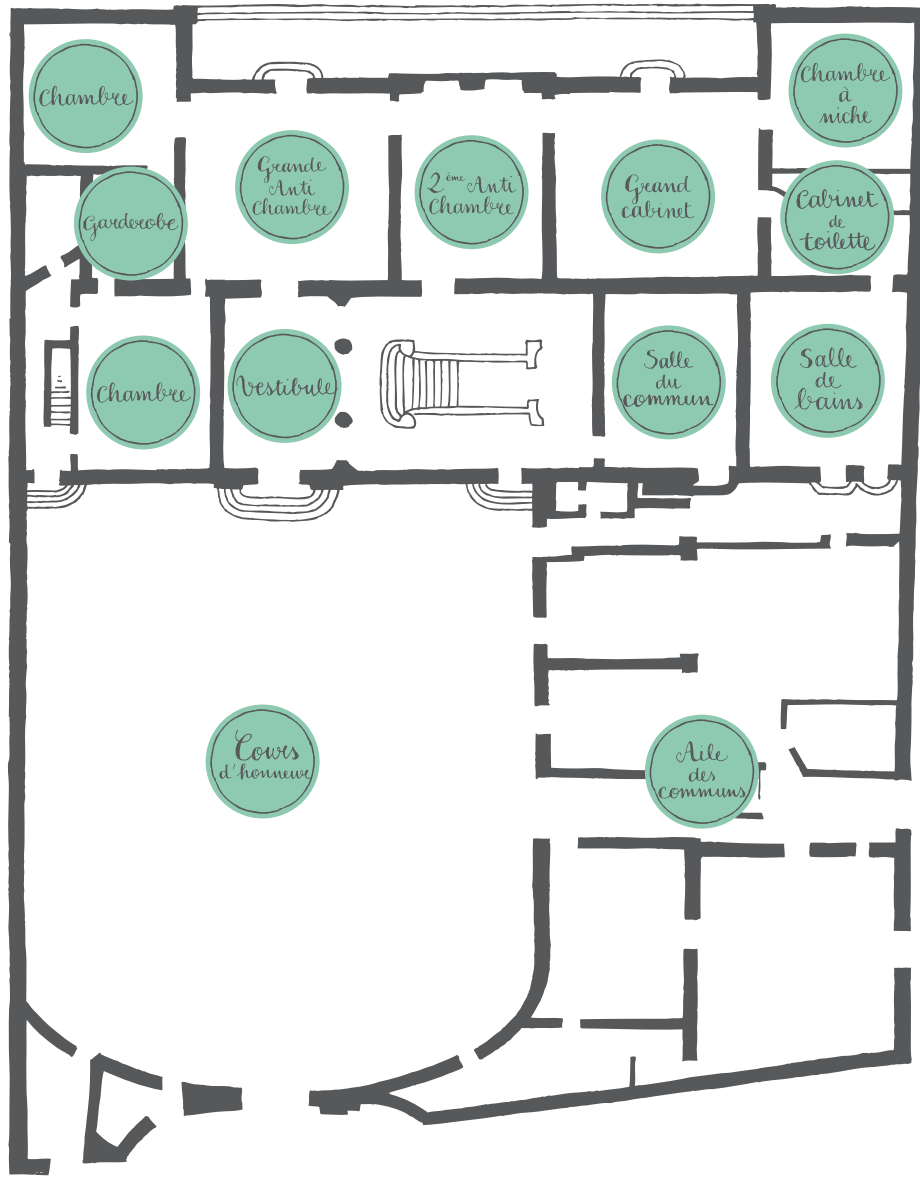 Chambre
Chambre
à
niche
Garderobe
Grande
Anti
Chambre
2ème Anti
Chambre
Grand
cabinet
Cabinet
de
toilette
Chambre
Vestibule
Salle
du
commun
Salle
de
bains
Cours
d'honneur
Aile
des
communs